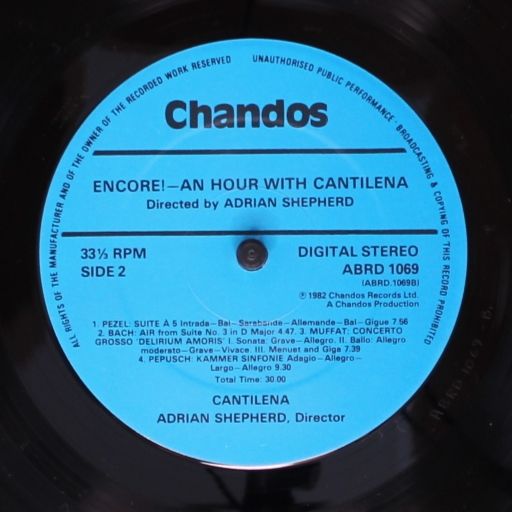 ALL RIGHTS OF THE MANUFACTURER AND OF THE OWNER OF THE RECORDED WORK RESERVED
UNAUTHORISED PUBLIC PERFORMANCE · BROADCASTING & COPYING OF THIS RECORD PROHIBITED
Chandos
ENCORE!—AN HOUR WITH CANTILENA
Directed by ADRIAN SHEPHERD
33⅓ RPM
SIDE 2
DIGITAL STEREO
ABRD 1069
(ABRD.1069B)
℗ 1982 Chandos Records Ltd.
A Chandos Production
1. PEZEL: SUITE À 5 Intrada—Bal—Sarabande—Allemande—Bal—Gigue 7 56
2. BACH: AIR from Suite No. 3 in D Major 4 47. 3. MUFFAT: CONCERTO
GROSSO 'DELIRIUM AMORIS' I. Sonata: Grave—Allegro. II. Ballo: Allegro
moderato—Grave—Vivace. III. Menuet and Giga 7.39
4. PEPUSCH: KAMMER SINFONIE Adagio—Allegro—
Largo—Allegro 9.30
Total Time: 30.00
CANTILENA
ADRIAN SHEPHERD, Director